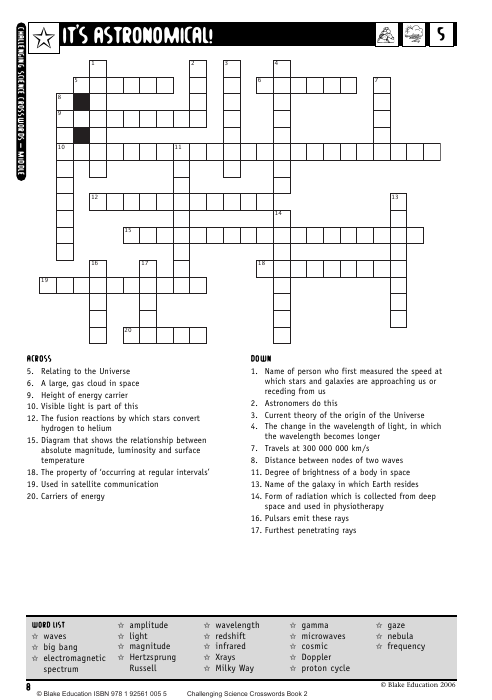 IT'S ASTRONOMICAL!
5
CHALLENGING SCIENCE CROSSWORDS – MIDDLE
1
2
3
4
5
6
7
8
9
10
11
12
13
14
15
16
17
18
19
20
ACROSS
5. Relating to the Universe
6. A large, gas cloud in space
9. Height of energy carrier
10. Visible light is part of this
12. The fusion reactions by which stars convert
hydrogen to helium
15. Diagram that shows the relationship between
absolute magnitude, luminosity and surface
temperature
18. The property of 'occurring at regular intervals'
19. Used in satellite communication
20. Carriers of energy
DOWN
1. Name of person who first measured the speed at
which stars and galaxies are approaching us or
receding from us
2. Astronomers do this
3. Current theory of the origin of the Universe
4. The change in the wavelength of light, in which
the wavelength becomes longer
7. Travels at 300 000 000 km/s
8. Distance between nodes of two waves
11. Degree of brightness of a body in space
13. Name of the galaxy in which Earth resides
14. Form of radiation which is collected from deep
space and used in physiotherapy
16. Pulsars emit these rays
17. Furthest penetrating rays
WORD LIST
☆ waves
☆ big bang
☆ electromagnetic
spectrum
☆ amplitude
☆ light
☆ magnitude
☆ Hertzsprung
Russell
☆ wavelength
☆ redshift
☆ infrared
☆ Xrays
☆ Milky Way
☆ gamma
☆ microwaves
☆ cosmic
☆ Doppler
☆ proton cycle
☆ gaze
☆ nebula
☆ frequency
8
© Blake Education 2006
© Blake Education ISBN 978 1 92561 005 5 Challenging Science Crosswords Book 2